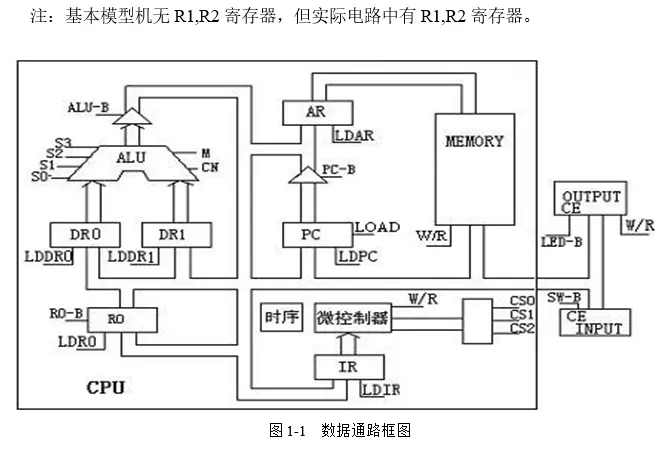 注：基本模型机无 R1,R2 寄存器，但实际电路中有 R1,R2 寄存器。
ALU-B
AR
LDAR
MEMORY
S3
S2
S1
S0
ALU
M
CN
PC-B
OUTPUT
CE
LED-B
W/R
DR0
DR1
PC
LOAD
W/R
LDDR0
LDDR1
LDPC
R0-B
R0
LDR0
时序
微控制器
W/R
CS0
CS1
CS2
SW-B
CE
INPUT
IR
LDIR
CPU
图 1-1 数据通路框图